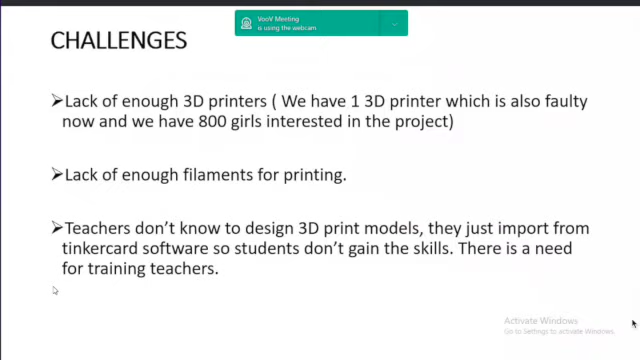 VooV Meeting
is using the webcam
CHALLENGES
➢Lack of enough 3D printers ( We have 1 3D printer which is also faulty
now and we have 800 girls interested in the project)
➢Lack of enough filaments for printing.
➢Teachers don't know to design 3D print models, they just import from
tinkercard software so students don't gain the skills. There is a need
for training teachers.
Activate Windows
Go to Settings to activate Windows.